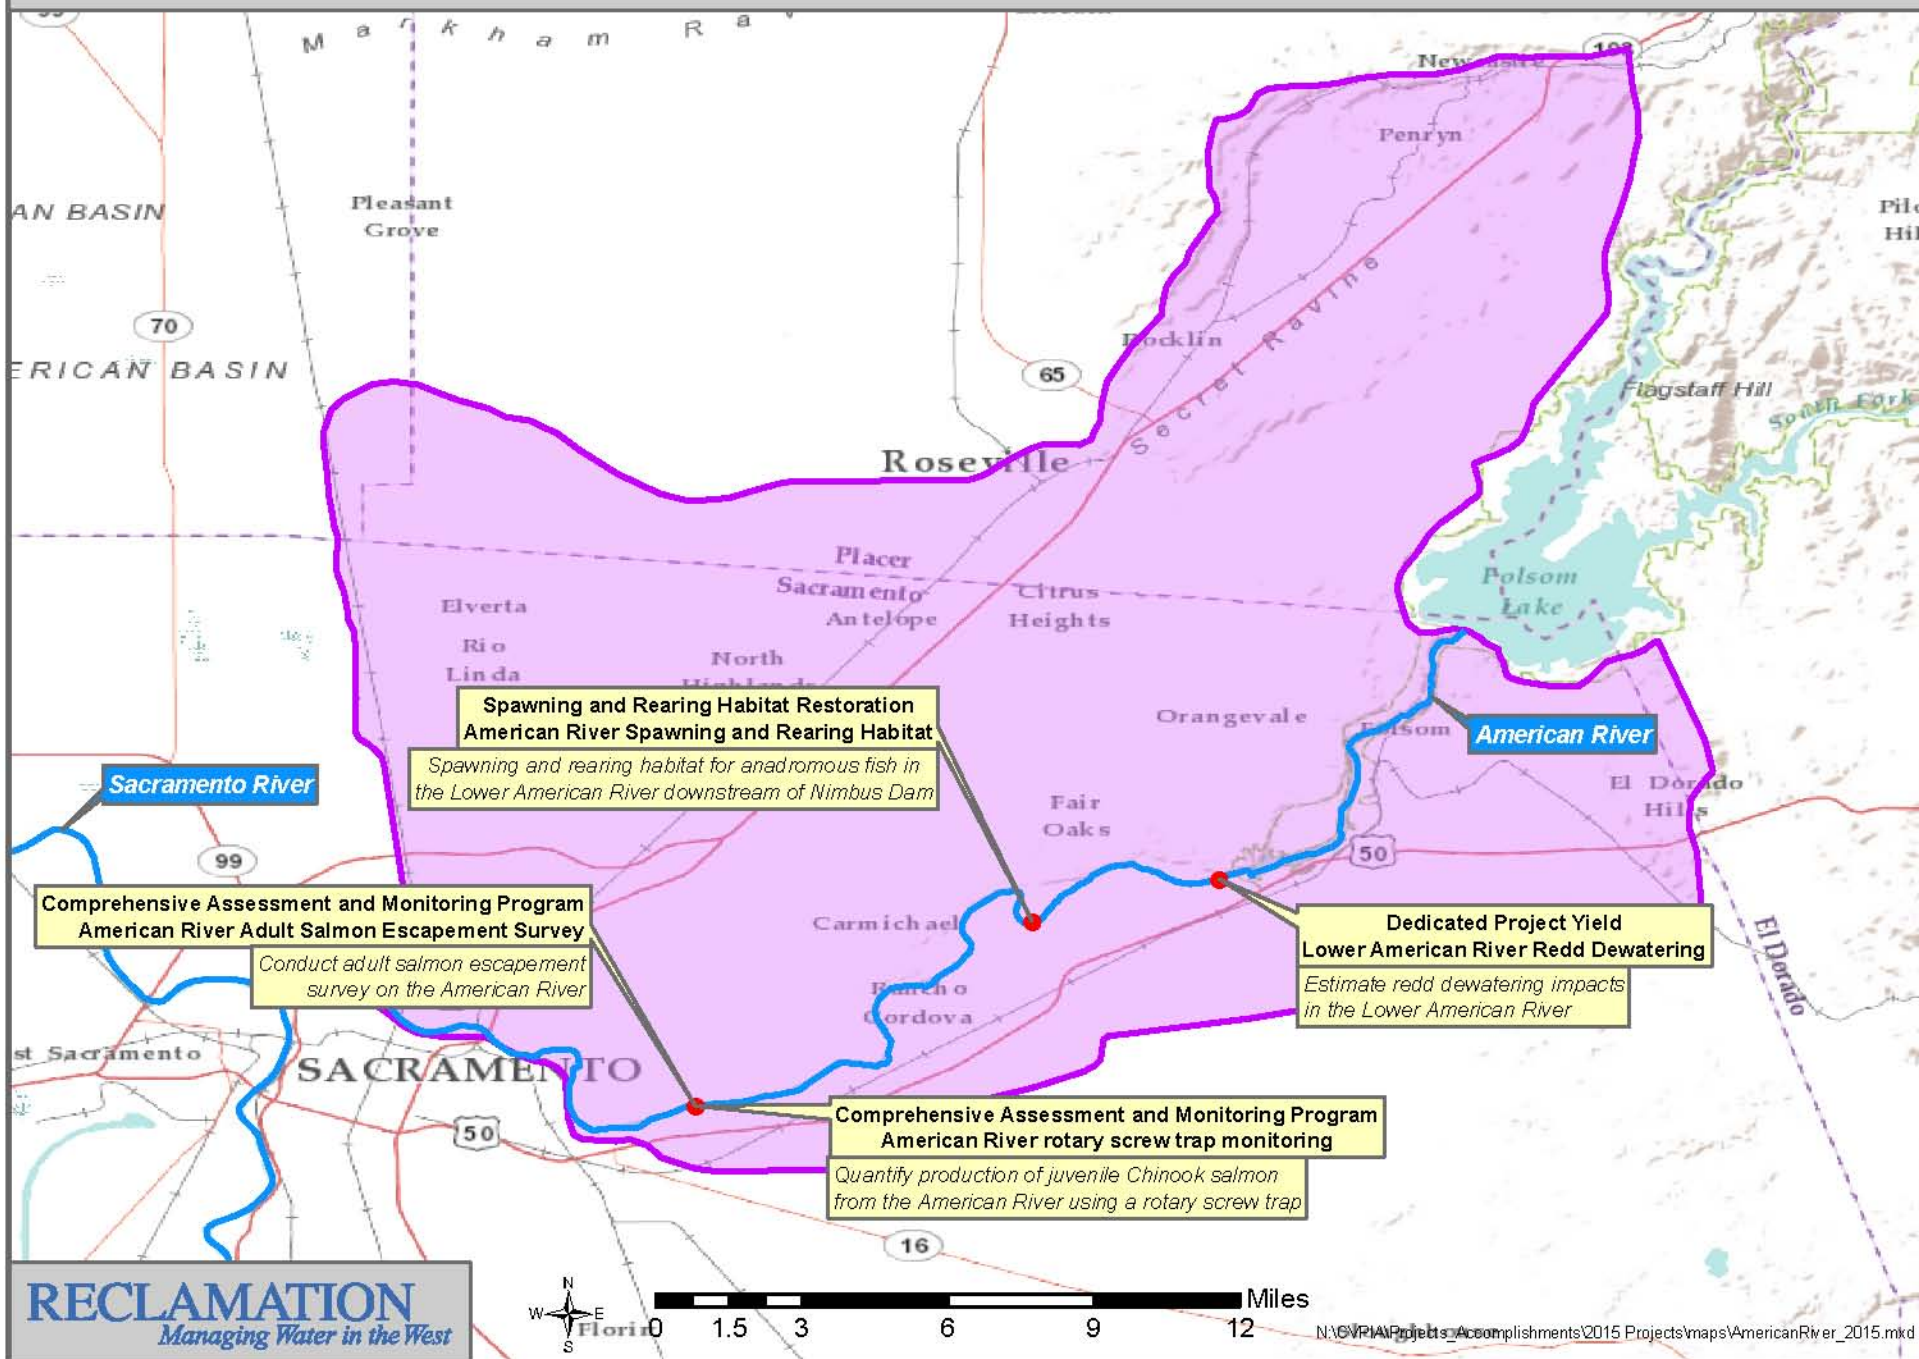 Markham Rav
Newcastle
193
Penryn
AN BASIN
Pleasant
Grove
70
ERICAN BASIN
Rocklin
65
Secret Ravine
Flagstaff Hill
South Fork
Roseville
Placer
Sacramento
Antelope
Citrus
Heights
Folsom
Lake
Elverta
Rio
Linda
North
Highlands
Spawning and Rearing Habitat Restoration
American River Spawning and Rearing Habitat
Spawning and rearing habitat for anadromous fish in
the Lower American River downstream of Nimbus Dam
Orangevale
Folsom
American River
Sacramento River
Fair
Oaks
El Dorado
Hills
99
50
Comprehensive Assessment and Monitoring Program
American River Adult Salmon Escapement Survey
Conduct adult salmon escapement
survey on the American River
Carmichael
Rancho
Cordova
Dedicated Project Yield
Lower American River Redd Dewatering
Estimate redd dewatering impacts
in the Lower American River
El Dorado
st Sacramento
SACRAMENTO
50
Comprehensive Assessment and Monitoring Program
American River rotary screw trap monitoring
Quantify production of juvenile Chinook salmon
from the American River using a rotary screw trap
16
RECLAMATION
Managing Water in the West
N
W E
S
Florin
0 1.5 3 6 9 12 Miles
N:\CVPIA\Projects_Accomplishments\2015 Projects\maps\AmericanRiver_2015.mxd